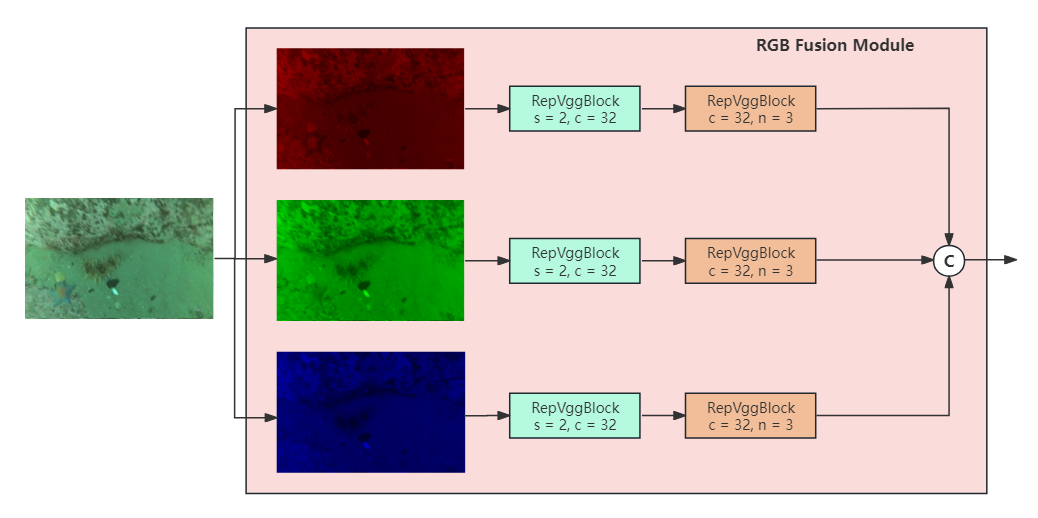 RGB Fusion Module
RepVggBlock
s = 2, c = 32
RepVggBlock
c = 32, n = 3
RepVggBlock
s = 2, c = 32
RepVggBlock
c = 32, n = 3
C
RepVggBlock
s = 2, c = 32
RepVggBlock
c = 32, n = 3